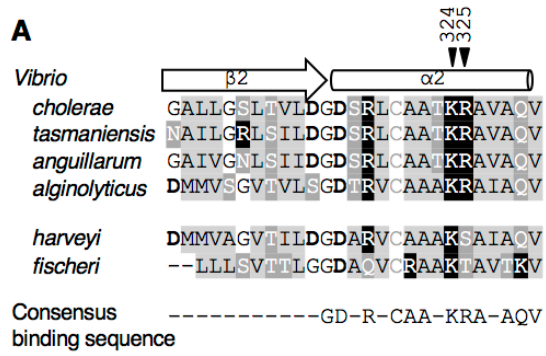 A
324
325
Vibrio β2 α2
cholerae GALLGSLTVLDGDSRLCAATKRAVAQV
tasmaniensis NAILGRLSILDGDSRLCAATKRAVAQV
anguillarum GAIVGNLSIIDGDSRLCAATKRAVAQV
alginolyticus DMMVSGVTVLSGDTRVCAAAKRAIAQV
harveyi DMMVAGVTILDGDARVCAAAKSAIAQV
fischeri --LLLSVTTLGGDAQVCRAAKTAVTKV
Consensus -----------GD-R-CAA-KRA-AQV
binding sequence